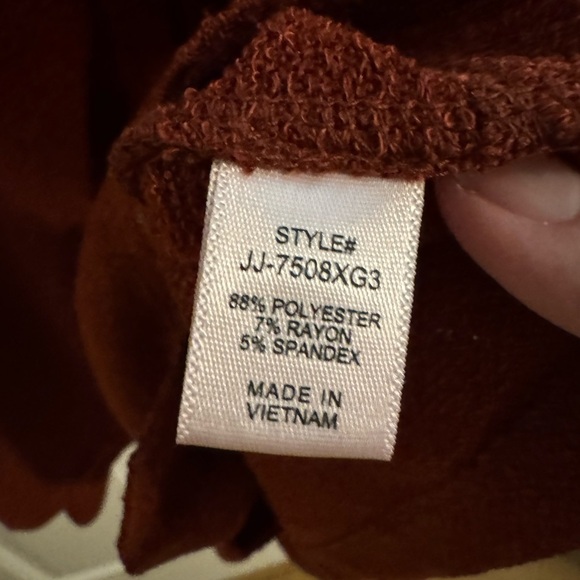 STYLE#
JJ-7508XG3
88% POLYESTER
7% RAYON
5% SPANDEX
MADE IN
VIETNAM